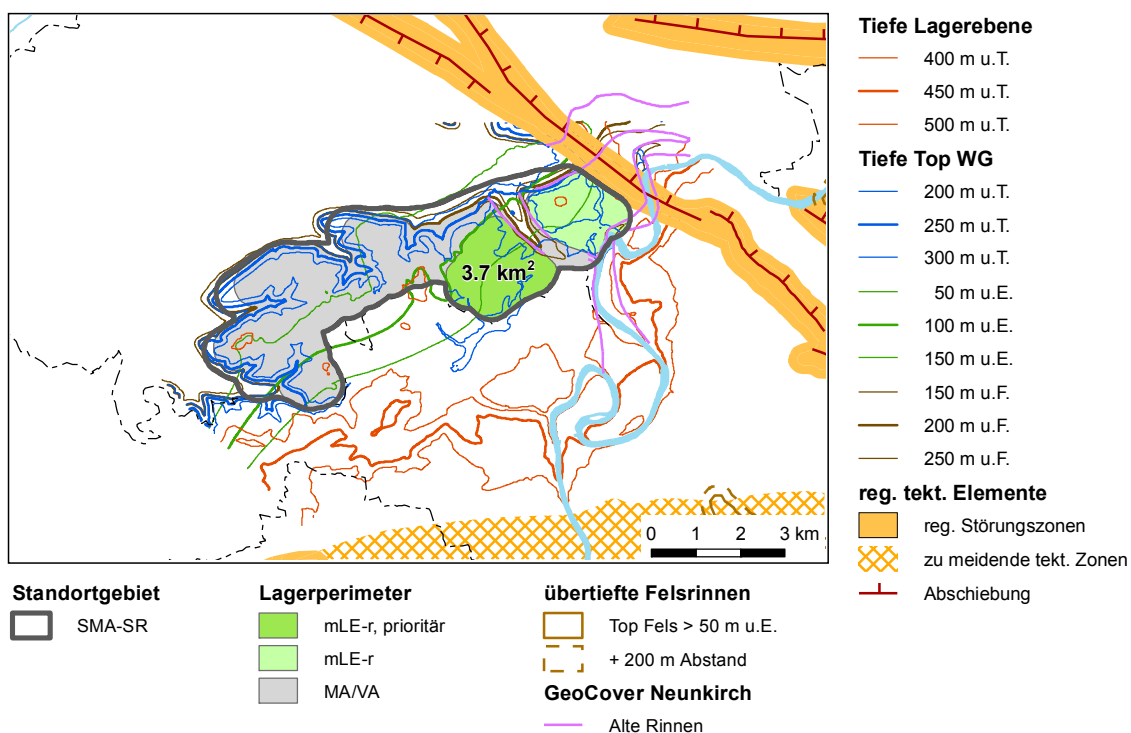 3.7 km2
0 1 2 3 km
Tiefe Lagerebene
400 m u.T.
450 m u.T.
500 m u.T.
Tiefe Top WG
200 m u.T.
250 m u.T.
300 m u.T.
50 m u.E.
100 m u.E.
150 m u.E.
150 m u.F.
200 m u.F.
250 m u.F.
reg. tekt. Elemente
reg. Störungszonen
zu meidende tekt. Zonen
Abschiebung
Standortgebiet
SMA-SR
Lagerperimeter
mLE-r, prioritär
mLE-r
MA/VA
übertiefte Felsrinnen
Top Fels > 50 m u.E.
+ 200 m Abstand
GeoCover Neunkirch
Alte Rinnen